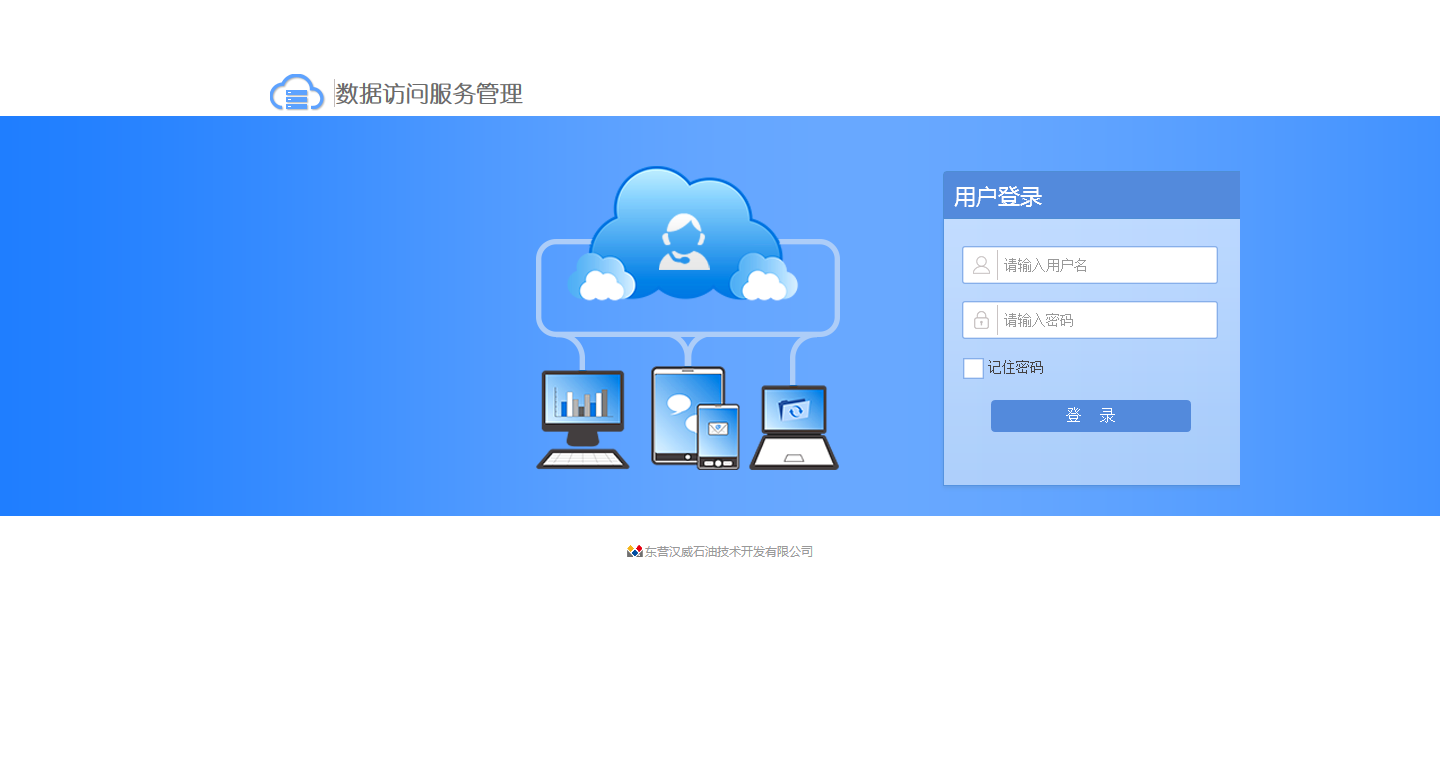 数据访问服务管理
用户登录
请输入用户名
请输入密码
记住密码
登 录
东营汉威石油技术开发有限公司